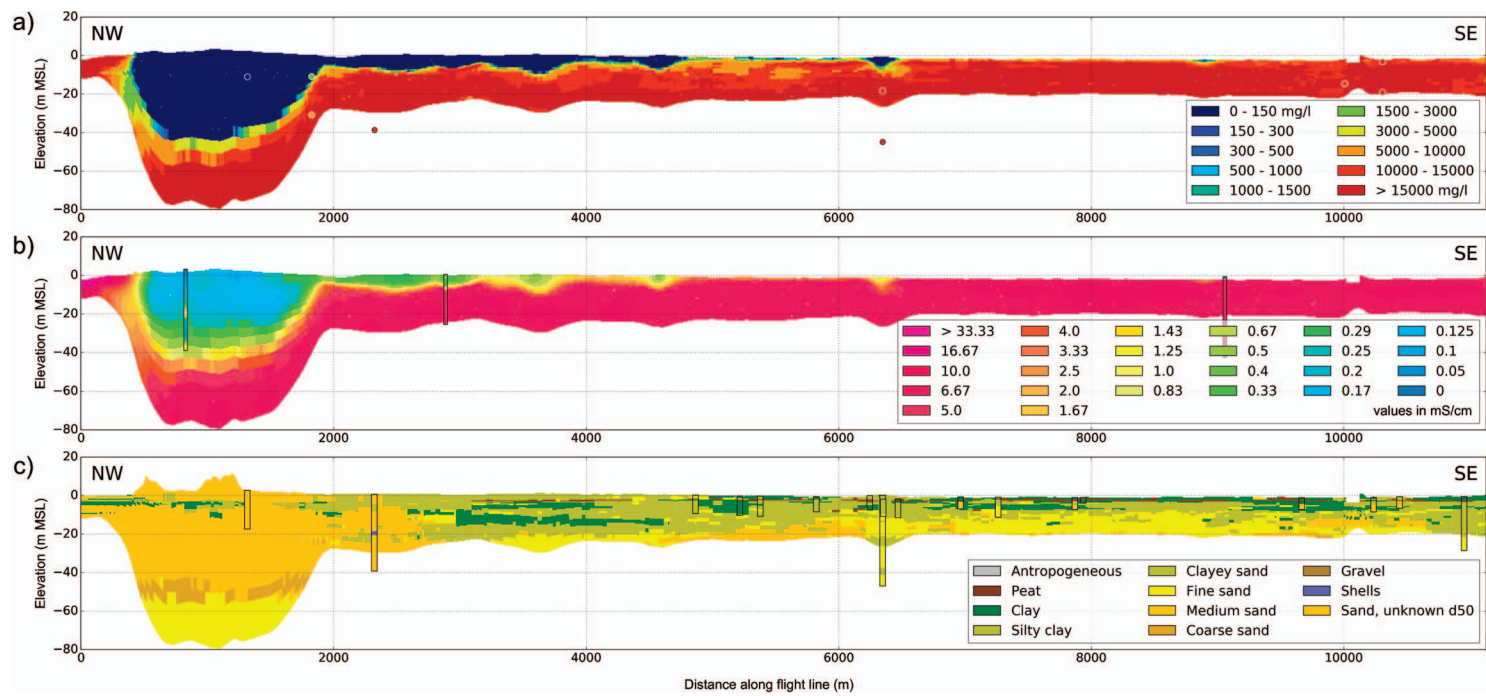 a)
NW
SE
Elevation (m MSL)
20
0
−20
−40
−60
−80
0 2000 4000 6000 8000 10000
0 - 150 mg/l
150 - 300
300 - 500
500 - 1000
1000 - 1500
1500 - 3000
3000 - 5000
5000 - 10000
10000 - 15000
> 15000 mg/l
b)
NW
SE
Elevation (m MSL)
20
0
−20
−40
−60
−80
0 2000 4000 6000 8000 10000
> 33.33
16.67
10.0
6.67
5.0
4.0
3.33
2.5
2.0
1.67
1.43
1.25
1.0
0.83
0.67
0.5
0.4
0.33
0.29
0.25
0.2
0.17
0.125
0.1
0.05
0
values in mS/cm
c)
NW
SE
Elevation (m MSL)
20
0
−20
−40
−60
−80
0 2000 4000 6000 8000 10000
Antropogeneous
Peat
Clay
Silty clay
Clayey sand
Fine sand
Medium sand
Coarse sand
Gravel
Shells
Sand, unknown d50
Distance along flight line (m)